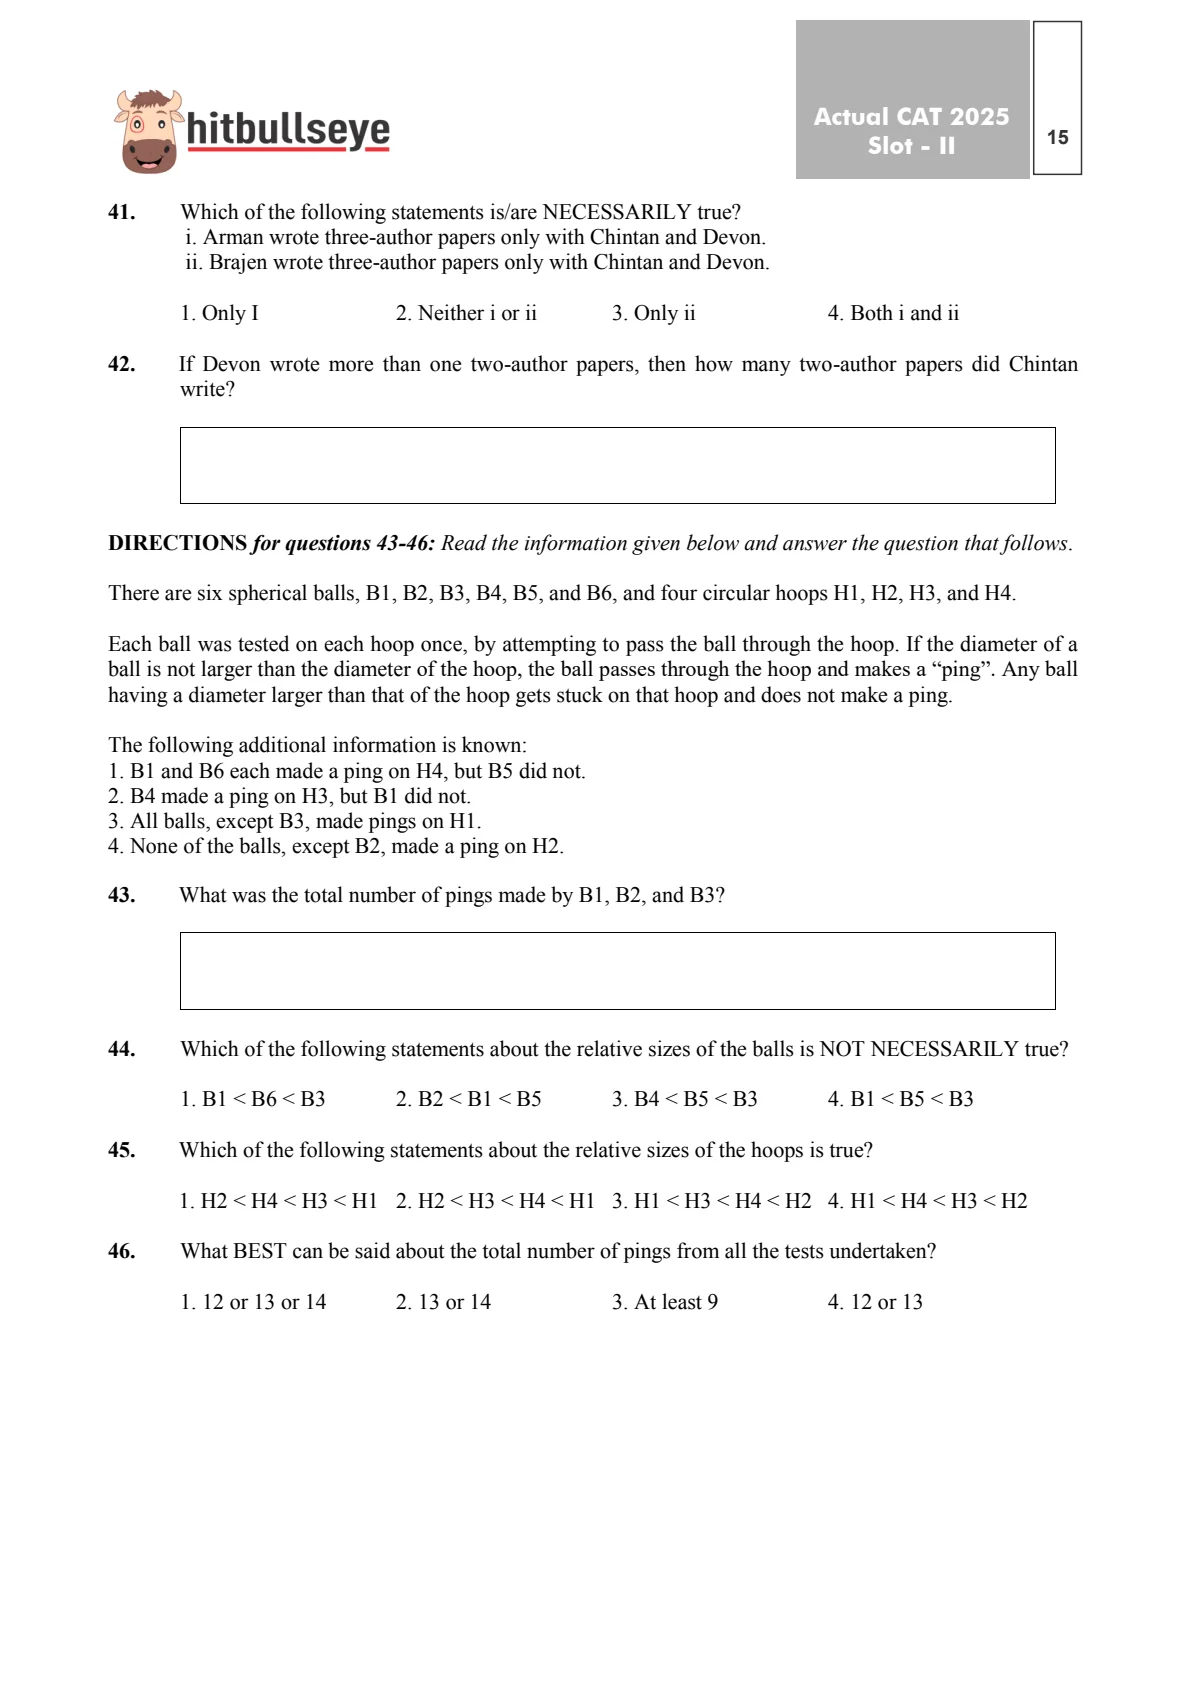 hitbullseye
Actual CAT 2025
Slot - II
15
41. Which of the following statements is/are NECESSARILY true?
i. Arman wrote three-author papers only with Chintan and Devon.
ii. Brajen wrote three-author papers only with Chintan and Devon.
1. Only I 2. Neither i or ii 3. Only ii 4. Both i and ii
42. If Devon wrote more than one two-author papers, then how many two-author papers did Chintan
write?
DIRECTIONS for questions 43-46: Read the information given below and answer the question that follows.
There are six spherical balls, B1, B2, B3, B4, B5, and B6, and four circular hoops H1, H2, H3, and H4.
Each ball was tested on each hoop once, by attempting to pass the ball through the hoop. If the diameter of a
ball is not larger than the diameter of the hoop, the ball passes through the hoop and makes a “ping”. Any ball
having a diameter larger than that of the hoop gets stuck on that hoop and does not make a ping.
The following additional information is known:
1. B1 and B6 each made a ping on H4, but B5 did not.
2. B4 made a ping on H3, but B1 did not.
3. All balls, except B3, made pings on H1.
4. None of the balls, except B2, made a ping on H2.
43. What was the total number of pings made by B1, B2, and B3?
44. Which of the following statements about the relative sizes of the balls is NOT NECESSARILY true?
1. B1 < B6 < B3 2. B2 < B1 < B5 3. B4 < B5 < B3 4. B1 < B5 < B3
45. Which of the following statements about the relative sizes of the hoops is true?
1. H2 < H4 < H3 < H1 2. H2 < H3 < H4 < H1 3. H1 < H3 < H4 < H2 4. H1 < H4 < H3 < H2
46. What BEST can be said about the total number of pings from all the tests undertaken?
1. 12 or 13 or 14 2. 13 or 14 3. At least 9 4. 12 or 13